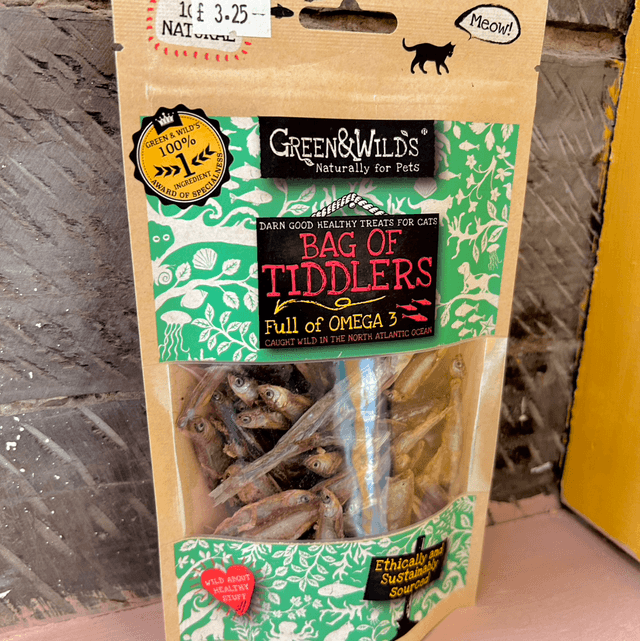 £ 3.25
NATURAL
Meow!
GREEN & WILD'S
100%
1
INGREDIENT
AWARD OF SPECIALNESS
GREEN&WILD'S®
Naturally for Pets
DARN GOOD HEALTHY TREATS FOR CATS
BAG OF
TIDDLERS
Full of OMEGA 3
CAUGHT WILD IN THE NORTH ATLANTIC OCEAN
WILD ABOUT
HEALTHY
STUFF
Ethically and
Sustainably
Sourced